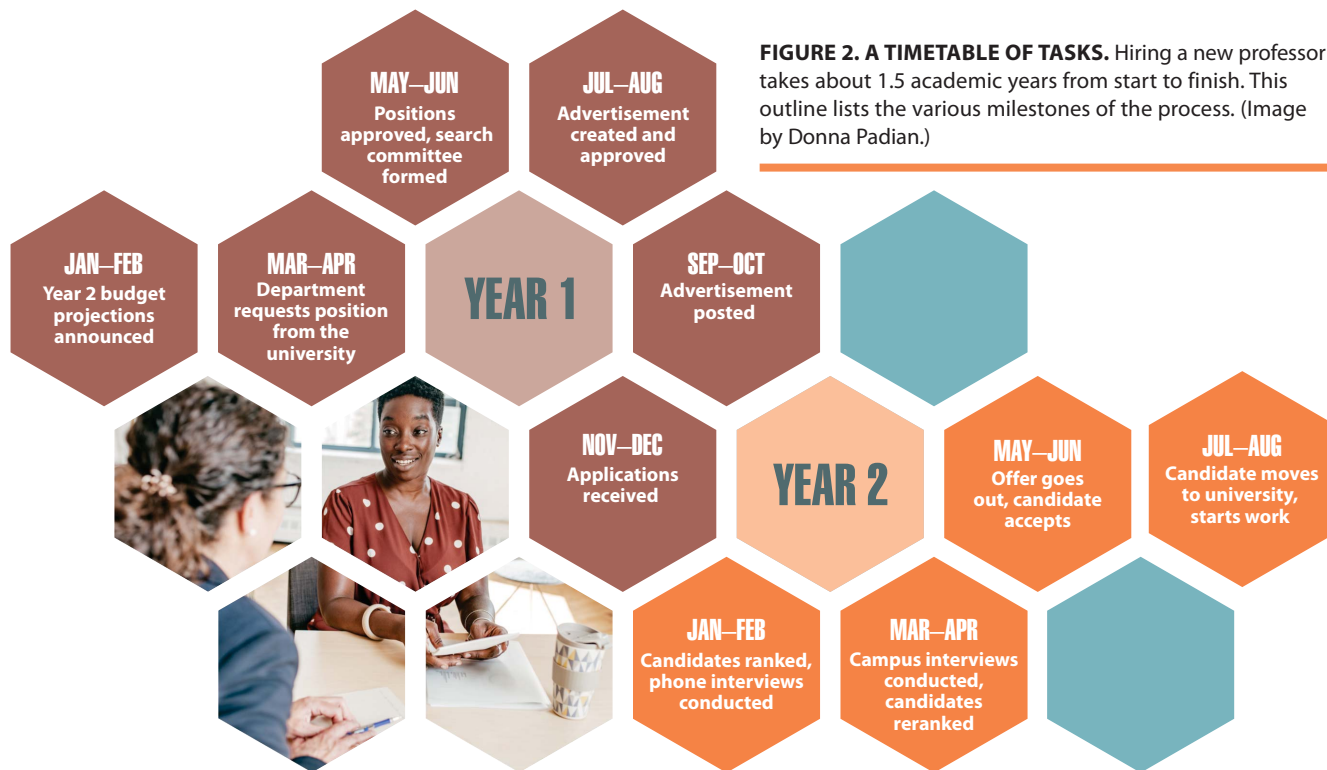 FIGURE 2. A TIMETABLE OF TASKS. Hiring a new professor
takes about 1.5 academic years from start to finish. This
outline lists the various milestones of the process. (Image
by Donna Padian.)
JAN–FEB
Year 2 budget
projections
announced
MAR–APR
Department
requests position
from the
university
MAY–JUN
Positions
approved, search
committee
formed
JUL–AUG
Advertisement
created and
approved
YEAR 1
SEP–OCT
Advertisement
posted
NOV–DEC
Applications
received
YEAR 2
JAN–FEB
Candidates ranked,
phone interviews
conducted
MAR–APR
Campus interviews
conducted,
candidates
reranked
MAY–JUN
Offer goes
out, candidate
accepts
JUL–AUG
Candidate moves
to university,
starts work